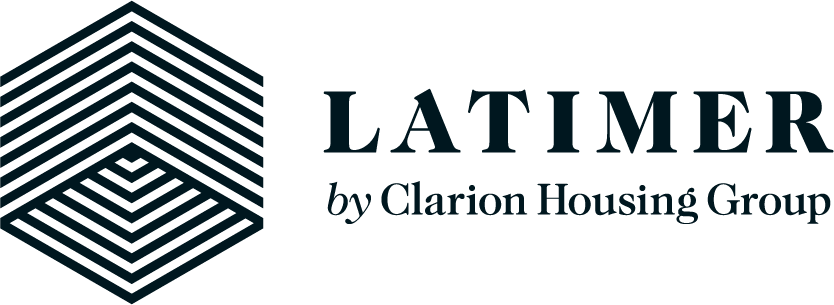 LATIMER
by Clarion Housing Group